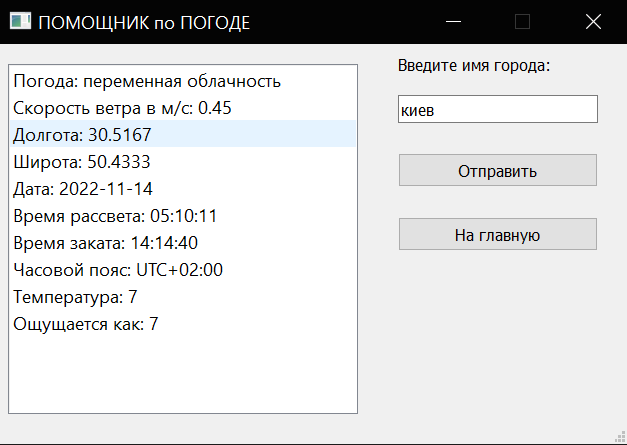 ПОМОЩНИК по ПОГОДЕ
Погода: переменная облачность
Скорость ветра в м/с: 0.45
Долгота: 30.5167
Широта: 50.4333
Дата: 2022-11-14
Время рассвета: 05:10:11
Время заката: 14:14:40
Часовой пояс: UTC+02:00
Температура: 7
Ощущается как: 7
Введите имя города:
киев
Отправить
На главную